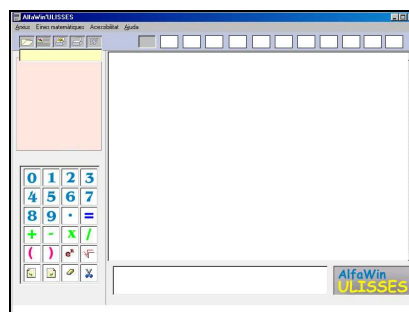 AlfaWin'ULISSES
Arxius Eines matemàtiques Accessibilitat Ajuda
0 1 2 3
4 5 6 7
8 9 · =
+ - x /
( )
AlfaWin
ULISSES